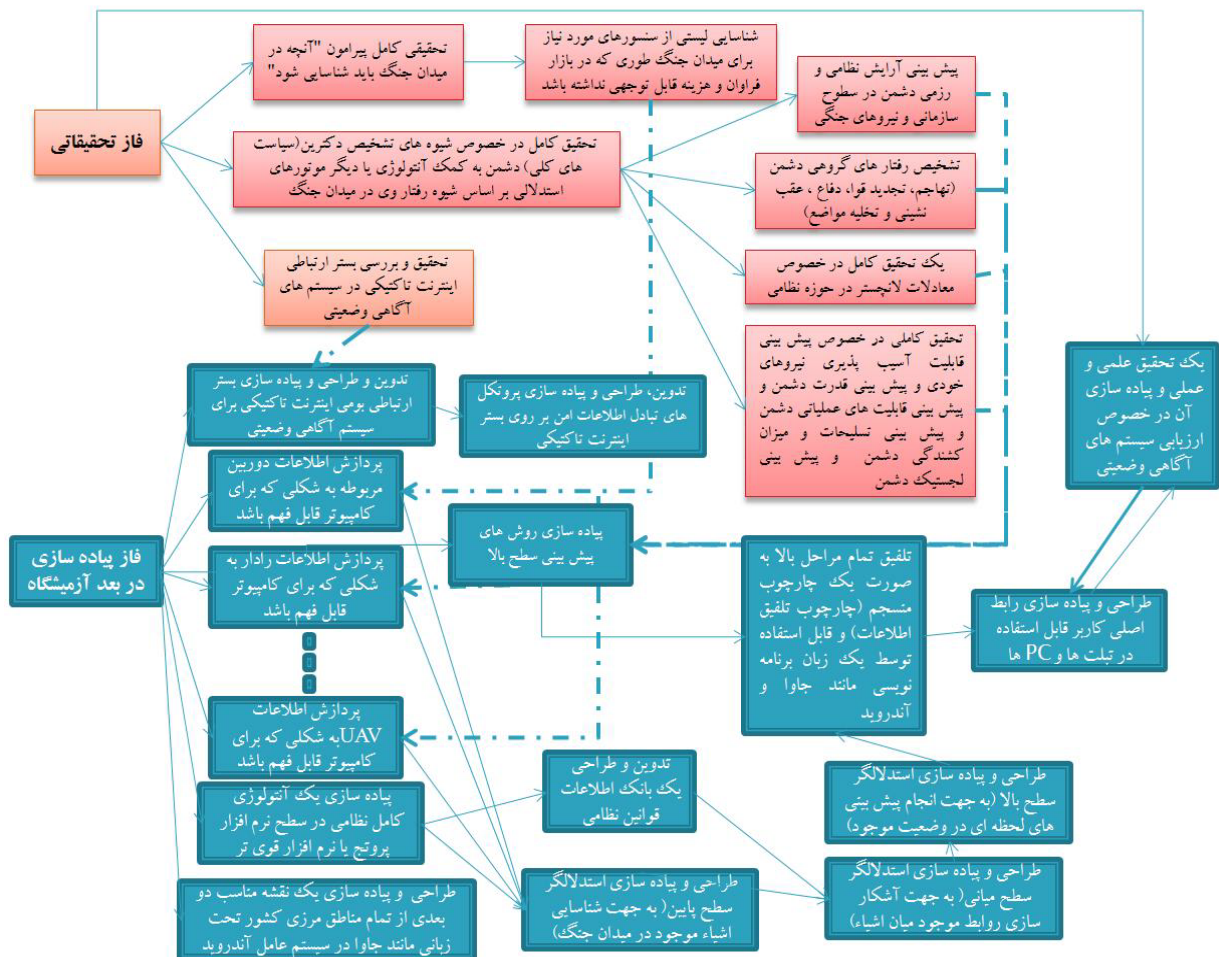 تحقیقی کامل پیرامون "آنچه در
میدان جنگ باید شناسایی شود"
شناسایی لیستی از سنسورهای مورد نیاز
برای میدان جنگ طوری که در بازار
فراوان و هزینه قابل توجهی نداشته باشد
پیش بینی آرایش نظامی و
رزمی دشمن در سطوح
سازمانی و نیروهای جنگی
فاز تحقیقاتی
تحقیق کامل در خصوص شیوه های تشخیص دکترین(سیاست
های کلی) دشمن به کمک آنتولوژی یا دیگر موتورهای
استدلالی بر اساس شیوه رفتار وی در میدان جنگ
تشخیص رفتار های گروهی دشمن
(تهاجم، تجدید قوا، دفاع ، عقب
نشینی و تخلیه مواضع)
تحقیق و بررسی بستر ارتباطی
اینترنت تاکتیکی در سیستم های
آگاهی وضعیتی
یک تحقیق کامل در خصوص
معادلات لانچستر در حوزه نظامی
تحقیق کاملی در خصوص پیش بینی
قابلیت آسیب پذیری نیروهای
خودی و پیش بینی قدرت دشمن و
پیش بینی قابلیت های عملیاتی دشمن
و پیش بینی تسلیحات و میزان
کشندگی دشمن و پیش بینی
لجستیک دشمن
یک تحقیق علمی و
عملی و پیاده سازی
آن در خصوص
ارزیابی سیستم های
آگاهی وضعیتی
تدوین و طراحی و پیاده سازی بستر
ارتباطی بومی اینترنت تاکتیکی برای
سیستم آگاهی وضعیتی
تدوین، طراحی و پیاده سازی پروتکل
های تبادل اطلاعات امن بر روی بستر
اینترنت تاکتیکی
پردازش اطلاعات دوربین
مربوطه به شکلی که برای
کامپیوتر قابل فهم باشد
فاز پیاده سازی
در بعد آزمیشگاه
پردازش اطلاعات رادار به
شکلی که برای کامپیوتر
قابل فهم باشد
پیاده سازی روش های
پیش بینی سطح بالا
تلفیق تمام مراحل بالا به
صورت یک چارچوب
منسجم (چارچوب تلفیق
اطلاعات) و قابل استفاده
توسط یک زبان برنامه
نویسی مانند جاوا و
آندروید
طراحی و پیاده سازی رابط
اصلی کاربر قابل استفاده
در تبلت ها و PC ها
پردازش اطلاعات
UAVبه شکلی که برای
کامپیوتر قابل فهم باشد
تدوین و طراحی
یک بانک اطلاعات
قوانین نظامی
طراحی و پیاده سازی استدلالگر
سطح بالا (به جهت انجام پیش بینی
های لحظه ای در وضعیت موجود)
پیاده سازی یک آنتولوژی
کامل نظامی در سطح نرم افزار
پروتج یا نرم افزار قوی تر
طراحی و پیاده سازی استدلالگر
سطح پایین( به جهت شناسایی
اشیاء موجود در میدان جنگ)
طراحی و پیاده سازی استدلالگر
سطح میانی( به جهت آشکار
سازی روابط موجود میان اشیاء)
طراحی و پیاده سازی یک نقشه مناسب دو
بعدی از تمام مناطق مرزی کشور تحت
زبانی مانند جاوا در سیستم عامل آندروید